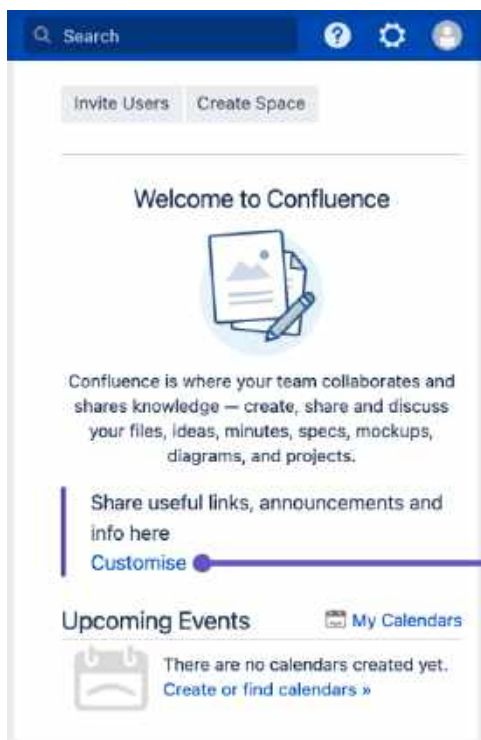 Search
Invite Users Create Space
Welcome to Confluence
Confluence is where your team collaborates and
shares knowledge — create, share and discuss
your files, ideas, minutes, specs, mockups,
diagrams, and projects.
Share useful links, announcements and
info here
Customise
Upcoming Events My Calendars
There are no calendars created yet.
Create or find calendars »